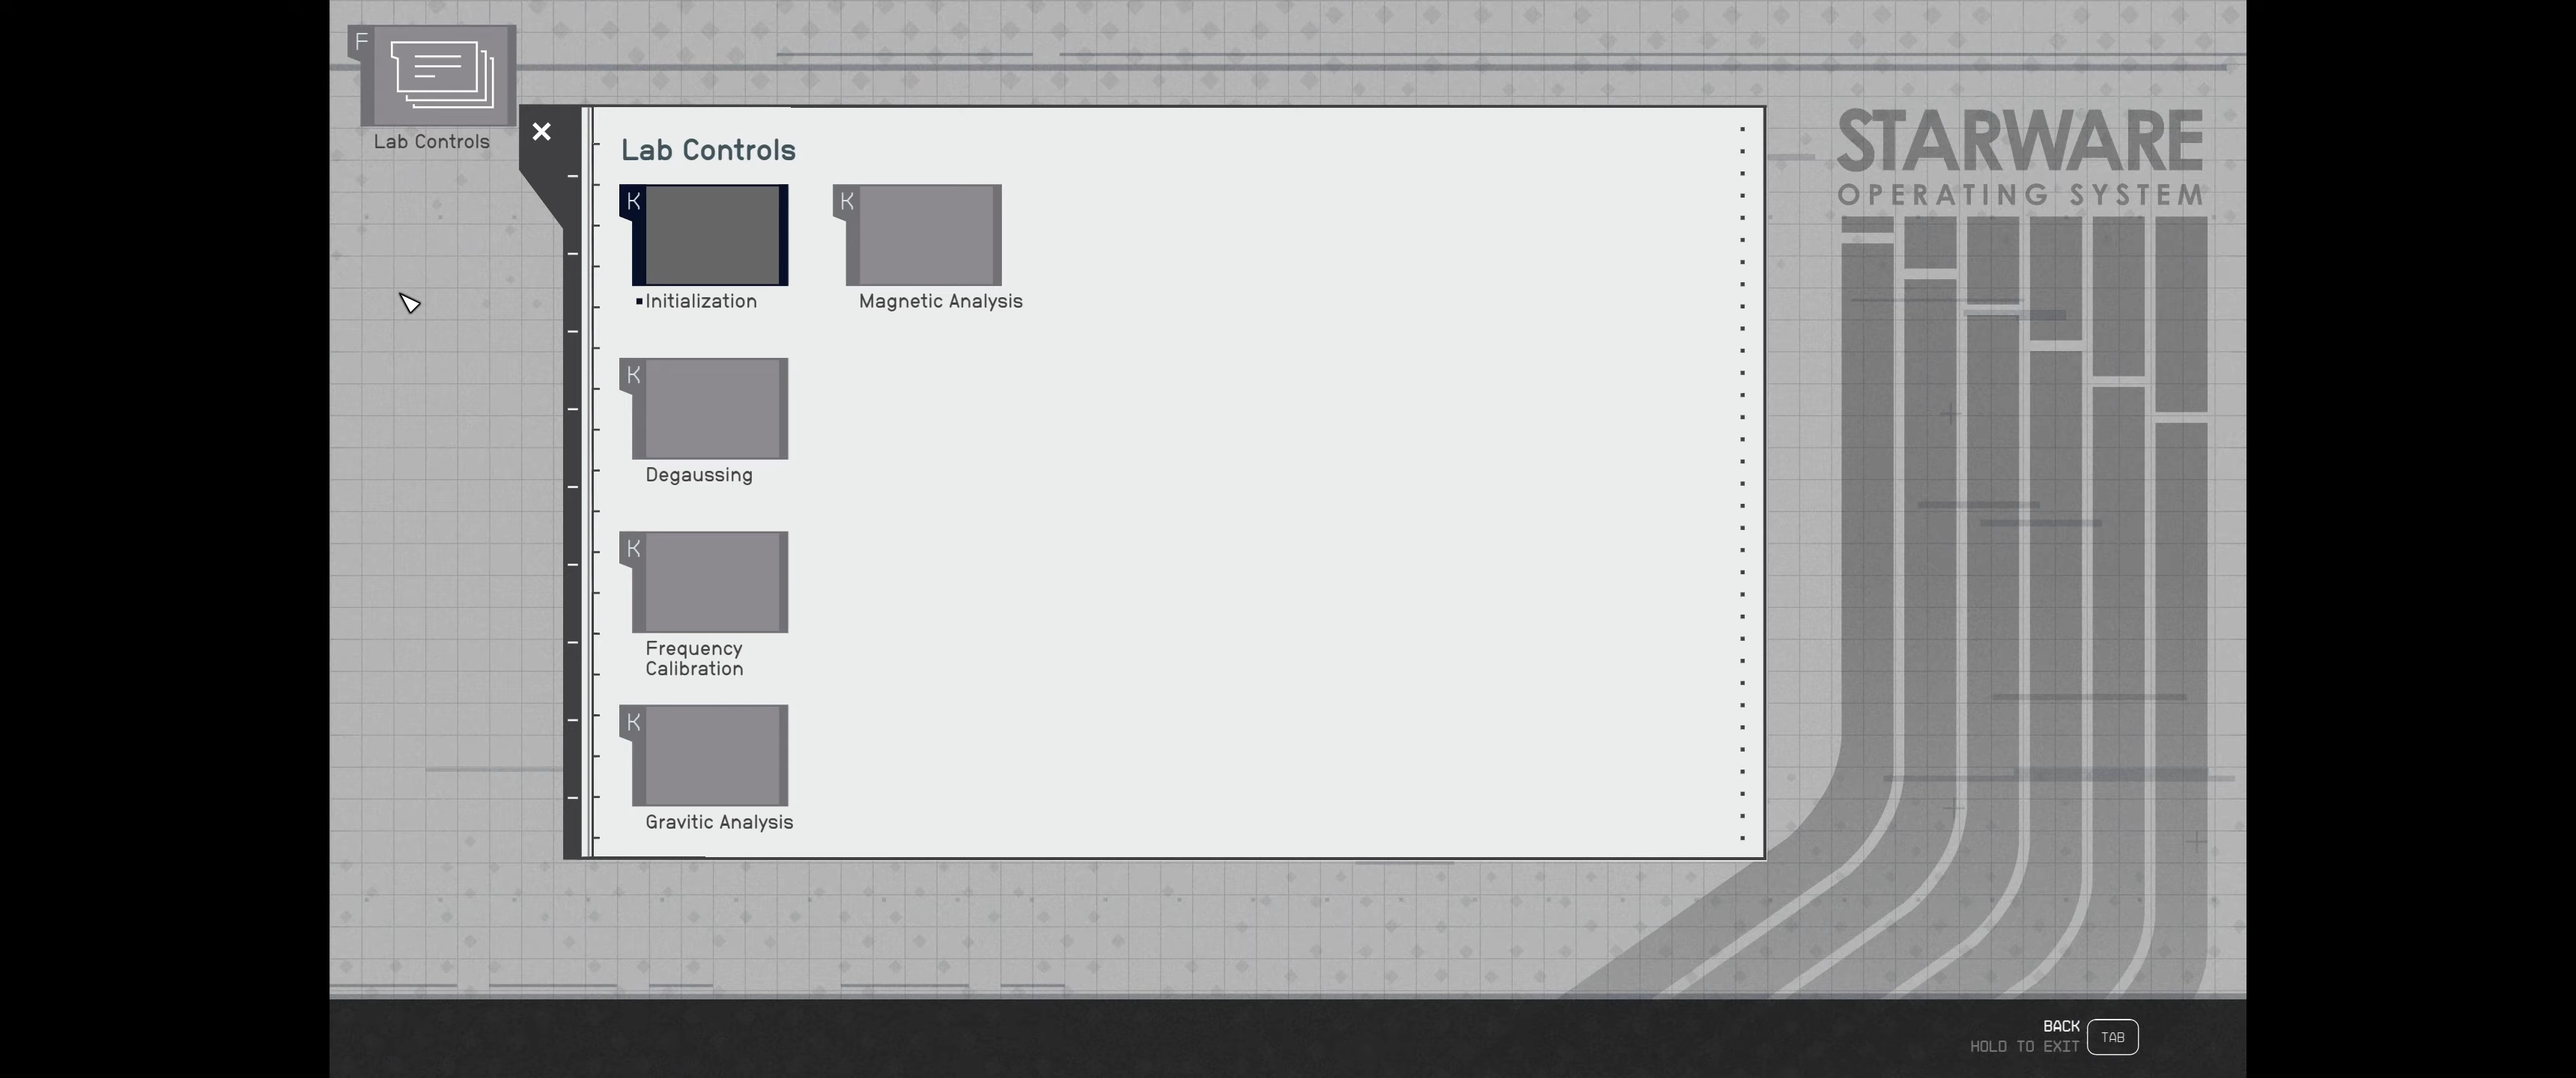 F
Lab Controls
×
Lab Controls
K
Initialization
K
Magnetic Analysis
K
Degaussing
K
Frequency
Calibration
K
Gravitic Analysis
STARWARE
OPERATING SYSTEM
BACK
HOLD TO EXIT
TAB